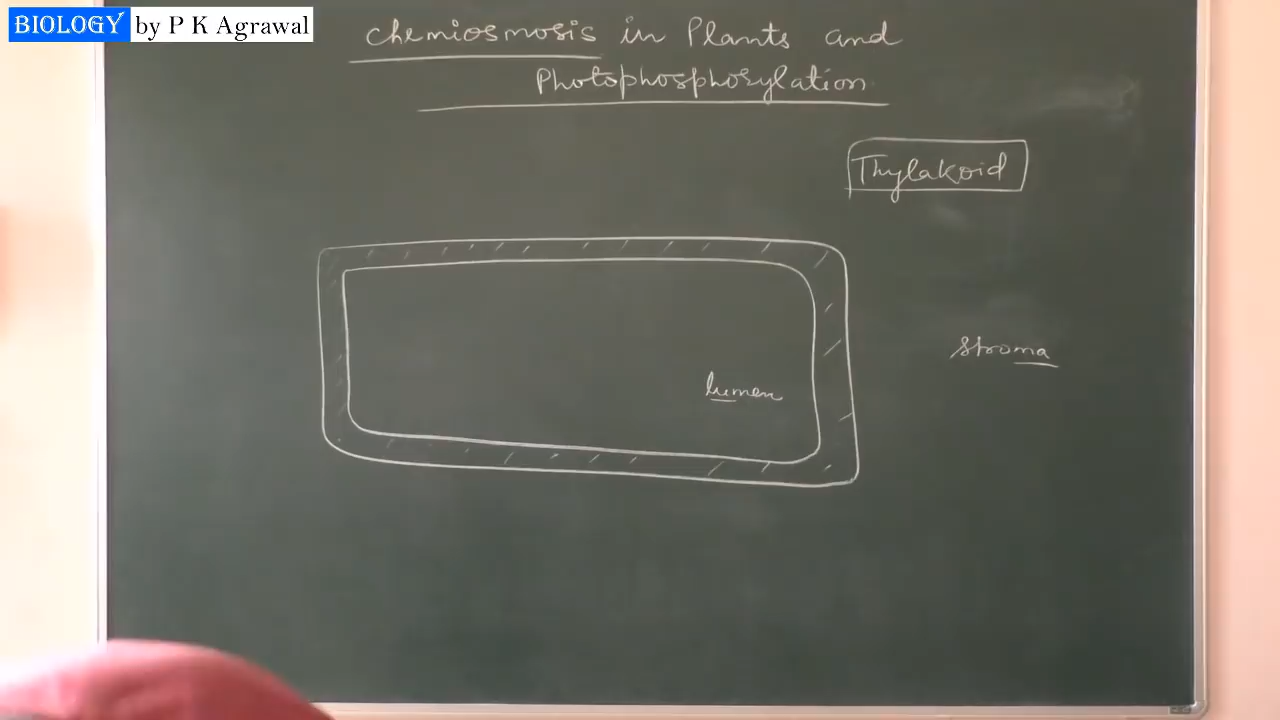 BIOLOGY by P K Agrawal
Chemiosmosis in Plants and
Photophosphorylation
Thylakoid
Stroma
lumen